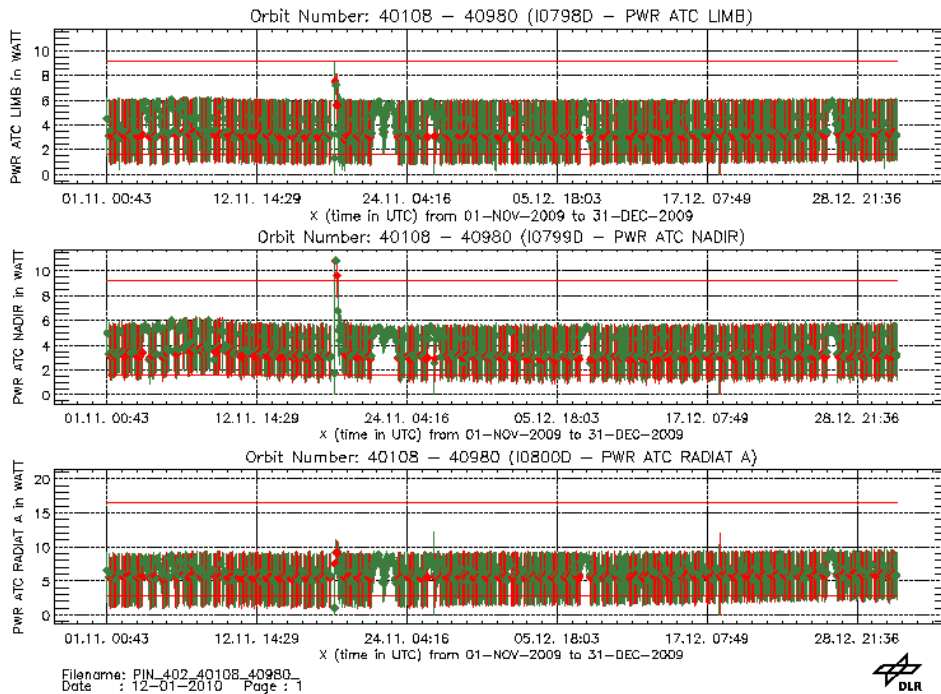 Orbit Number: 40108 – 40980 (I0798D – PWR ATC LIMB)
PWR ATC LIMB in WATT
10
8
6
4
2
0
01.11. 00:43 12.11. 14:29 24.11. 04:16 05.12. 18:03 17.12. 07:49 28.12. 21:36
X (time in UTC) from 01–NOV–2009 to 31–DEC–2009
Orbit Number: 40108 – 40980 (I0799D – PWR ATC NADIR)
PWR ATC NADIR in WATT
10
8
6
4
2
0
01.11. 00:43 12.11. 14:29 24.11. 04:16 05.12. 18:03 17.12. 07:49 28.12. 21:36
X (time in UTC) from 01–NOV–2009 to 31–DEC–2009
Orbit Number: 40108 – 40980 (I0800D – PWR ATC RADIAT A)
PWR ATC RADIAT A in WATT
20
15
10
5
0
01.11. 00:43 12.11. 14:29 24.11. 04:16 05.12. 18:03 17.12. 07:49 28.12. 21:36
X (time in UTC) from 01–NOV–2009 to 31–DEC–2009
Filename: PIN_402_40108_40980_
Date : 12–01–2010 Page : 1
DLR